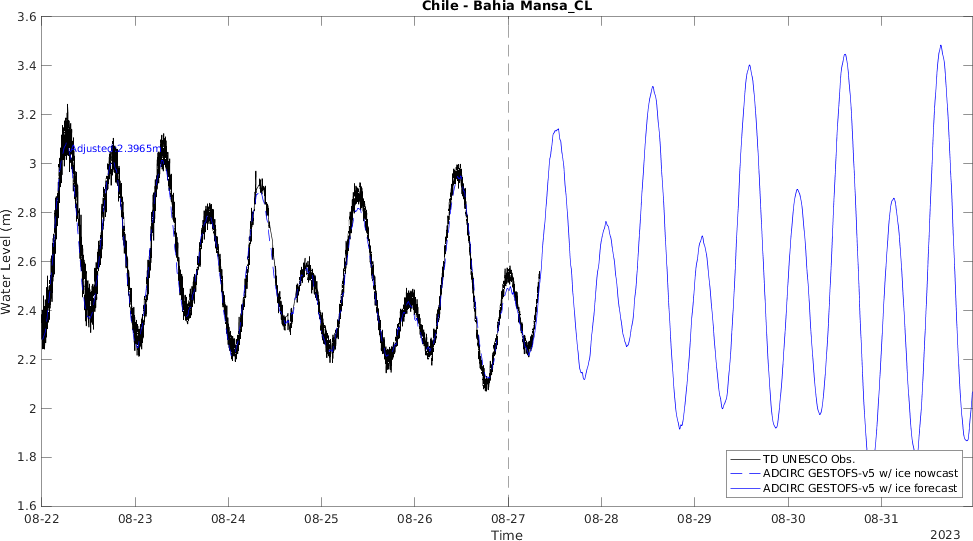 Chile - Bahia Mansa_CL
3.6
3.4
3.2
3
2.8
2.6
2.4
2.2
2
1.8
1.6
Water Level (m)
Adjusted 2.3965m
TD UNESCO Obs.
ADCIRC GESTOFS-v5 w/ ice nowcast
ADCIRC GESTOFS-v5 w/ ice forecast
08-22 08-23 08-24 08-25 08-26 08-27 08-28 08-29 08-30 08-31
Time
2023